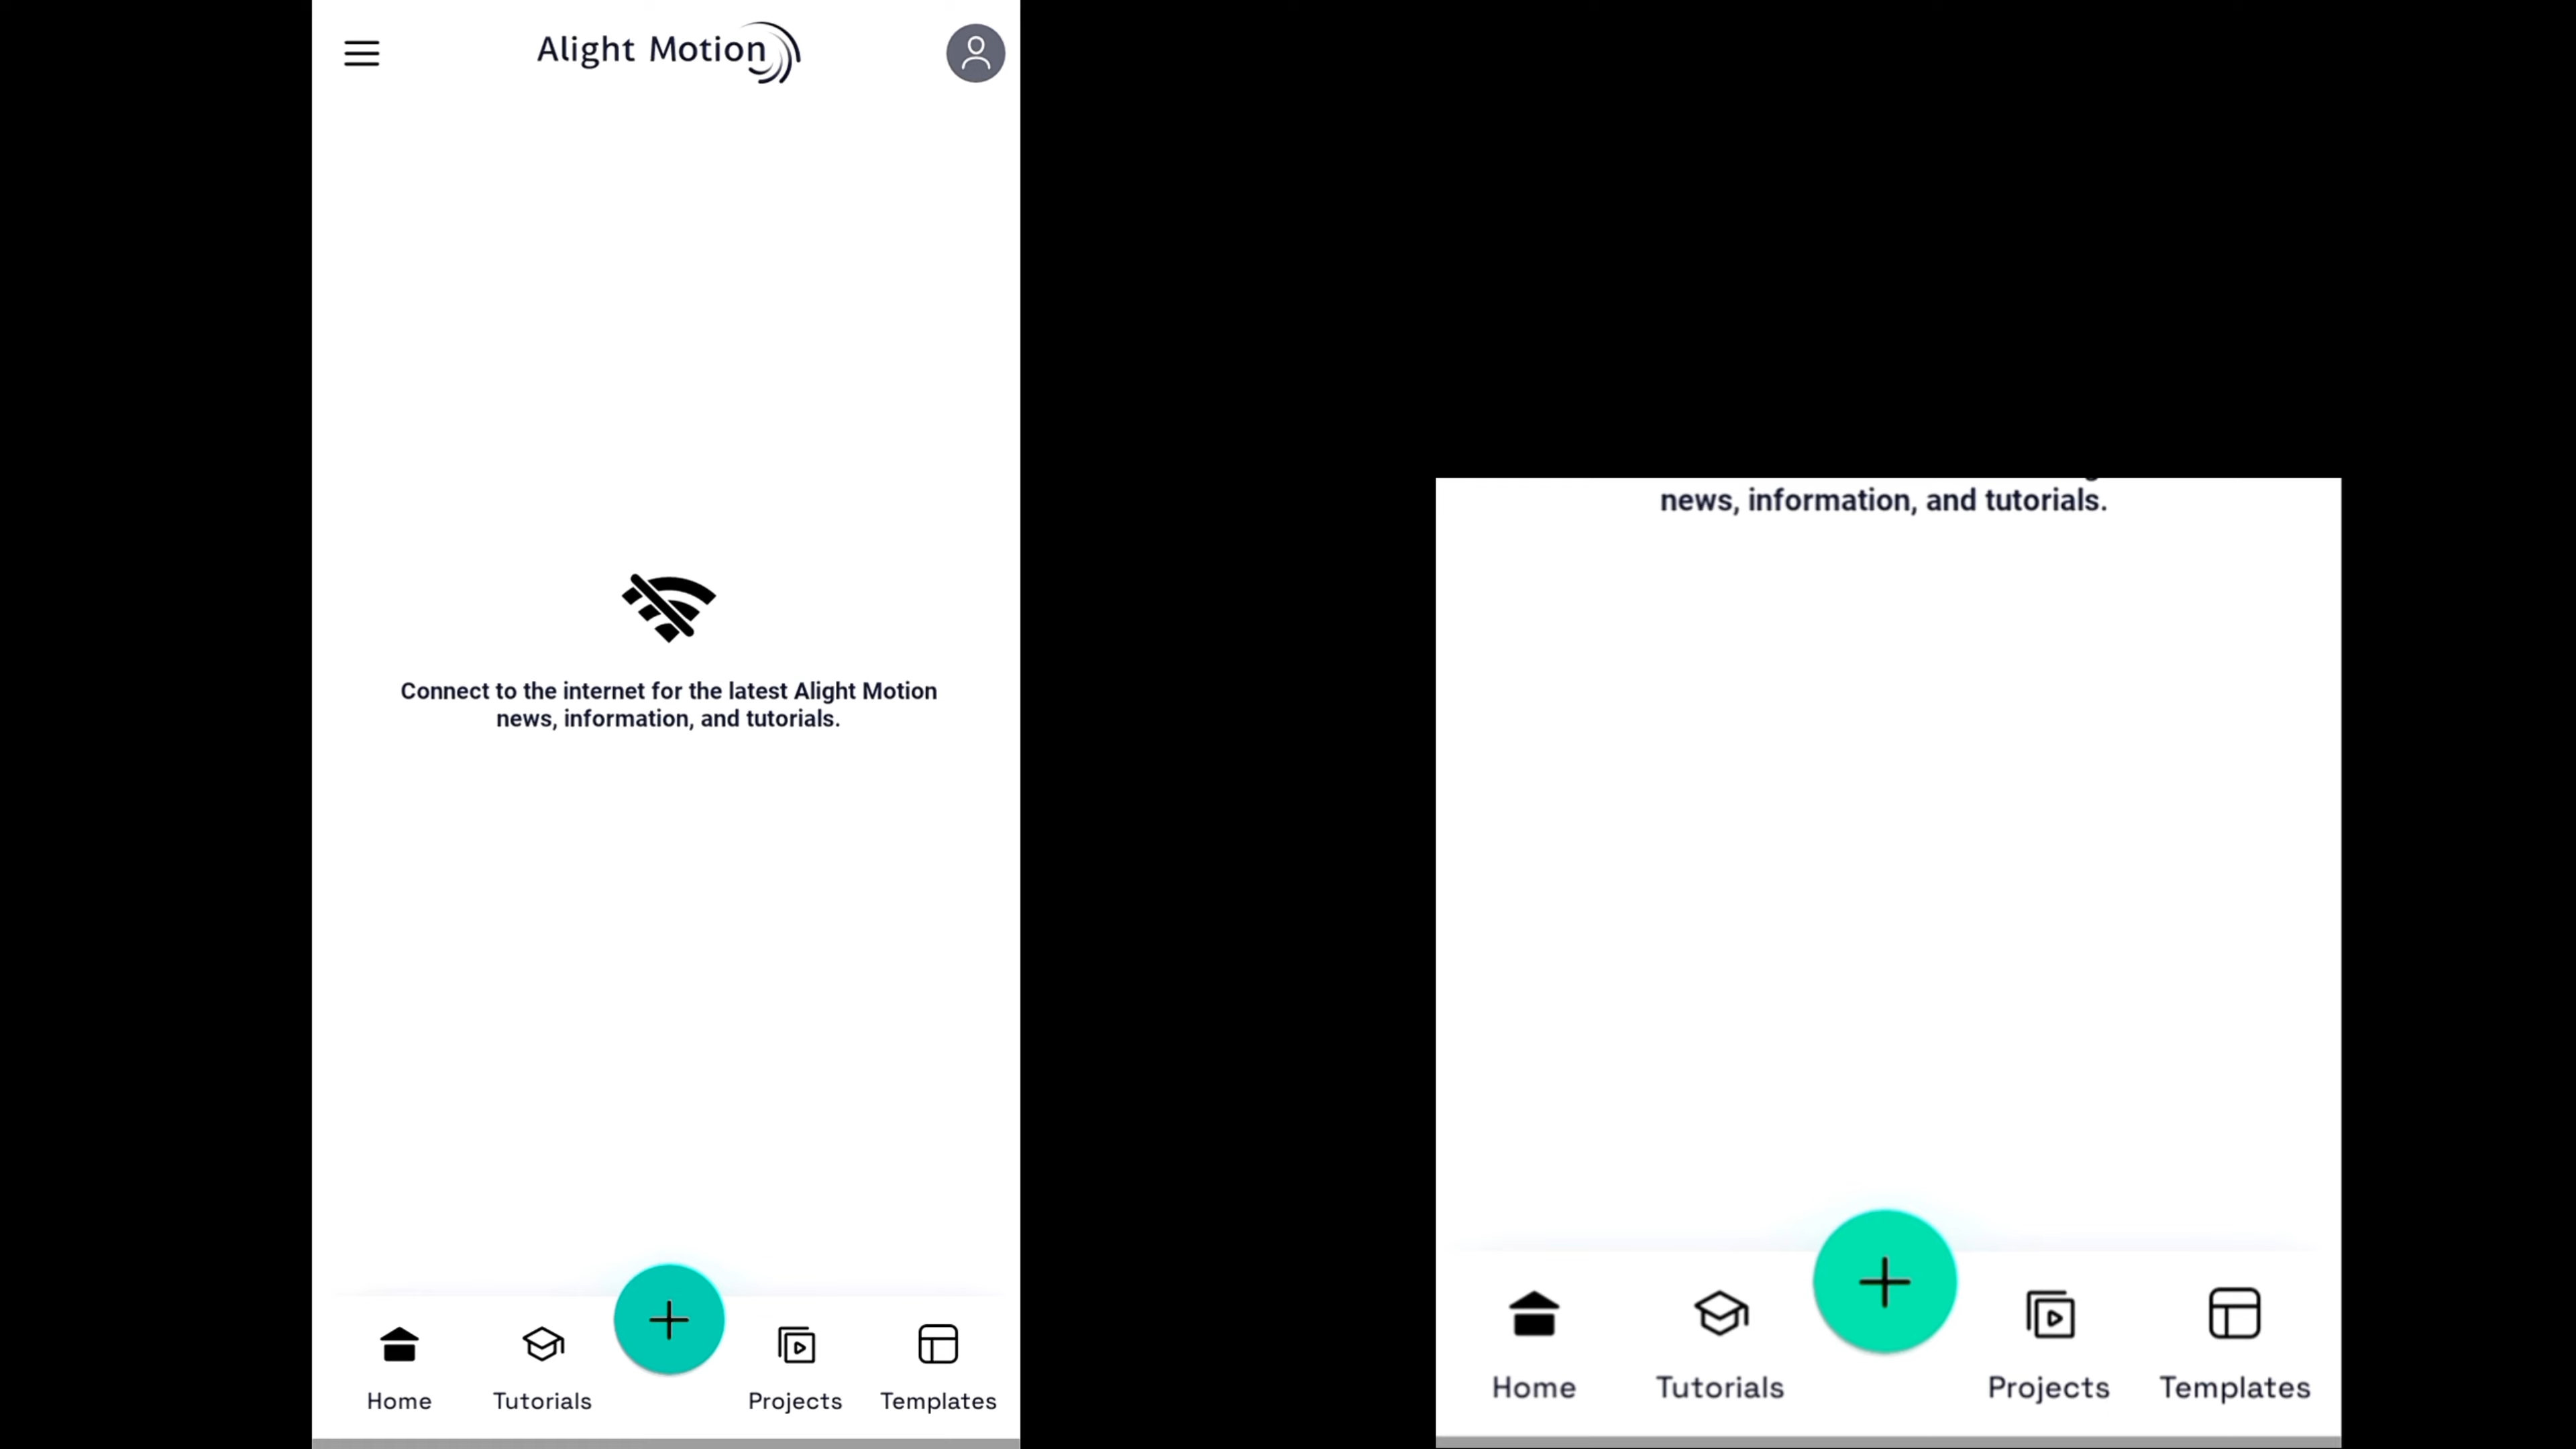 Alight Motion
Connect to the internet for the latest Alight Motion
news, information, and tutorials.
Home
Tutorials
Projects
Templates
news, information, and tutorials.
Home
Tutorials
Projects
Templates